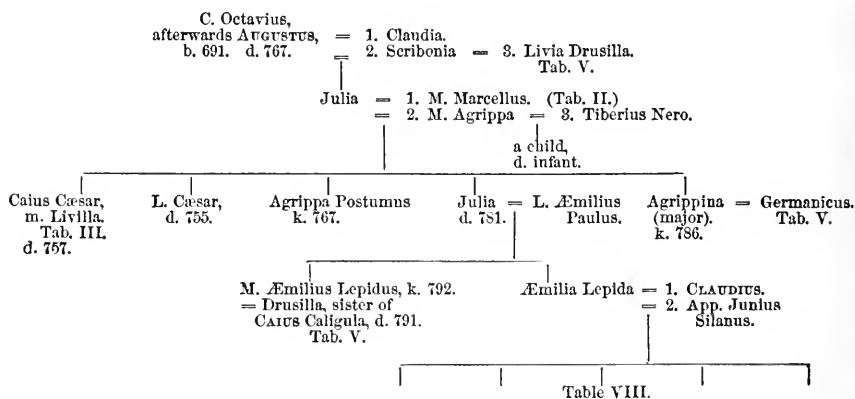 C. Octavius,
afterwards AUGUSTUS, = 1. Claudia.
b. 691. d. 767. = 2. Scribonia = 3. Livia Drusilla.
Tab. V.
Julia = 1. M. Marcellus. (Tab. II.)
= 2. M. Agrippa = 3. Tiberius Nero.
a child,
d. infant.
Caius Cæsar, L. Cæsar, Agrippa Postumus Julia = L. Æmilius Agrippina = Germanicus.
m. Livilla. d. 755. k. 767. d. 781. Paulus. (major). Tab. V.
Tab. III. k. 786.
d. 757.
M. Æmilius Lepidus, k. 792. Æmilia Lepida = 1. CLAUDIUS.
= Drusilla, sister of = 2. App. Junius
CAIUS Caligula, d. 791. Silanus.
Tab. V.
Table VIII.